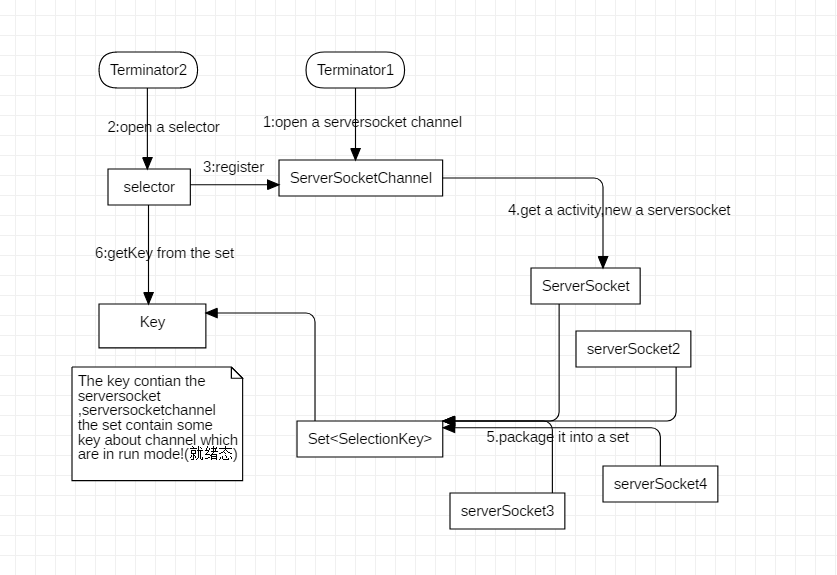 Terminator2
Terminator1
2:open a selector
1:open a serversocket channel
3:register
selector
ServerSocketChannel
4.get a activity,new a serversocket
6:getKey from the set
ServerSocket
Key
serverSocket2
The key contian the
serversocket
,serversocketchannel
the set contain some
key about channel which
are in run mode!(就绪态)
Set<SelectionKey>
5.package it into a set
serverSocket4
serverSocket3